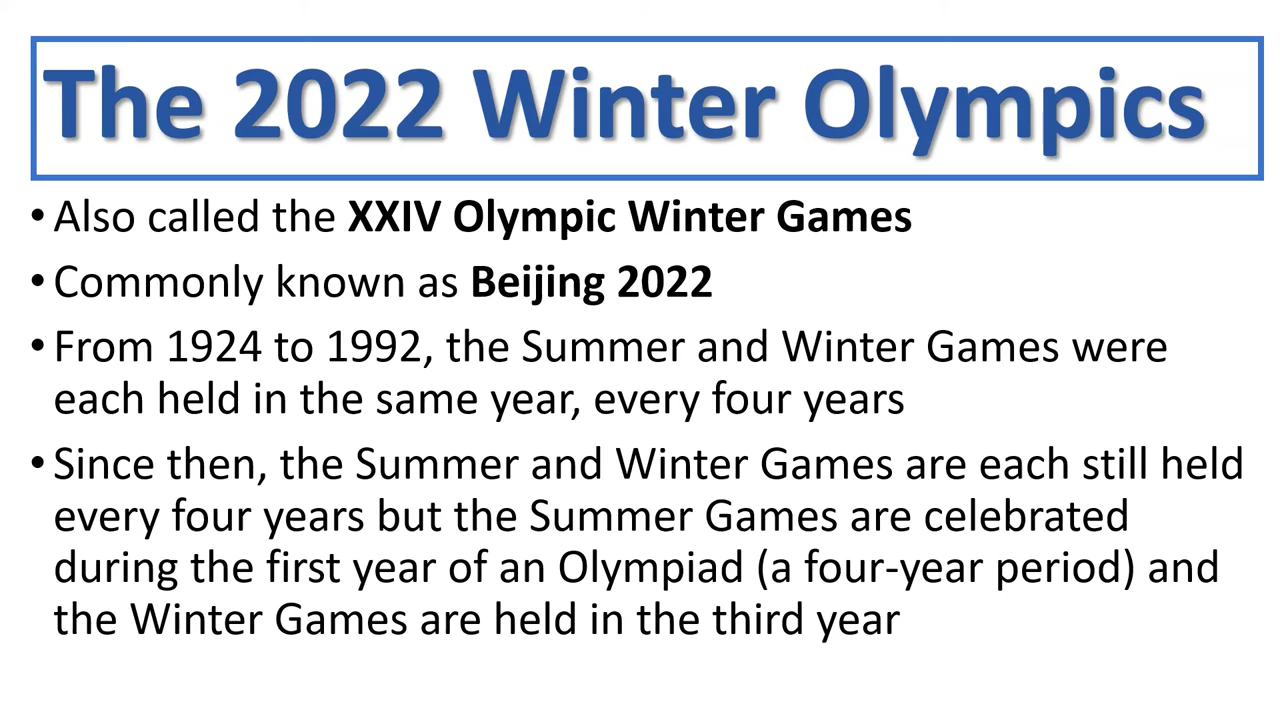 The 2022 Winter Olympics
• Also called the XXIV Olympic Winter Games
• Commonly known as Beijing 2022
• From 1924 to 1992, the Summer and Winter Games were
each held in the same year, every four years
• Since then, the Summer and Winter Games are each still held
every four years but the Summer Games are celebrated
during the first year of an Olympiad (a four-year period) and
the Winter Games are held in the third year